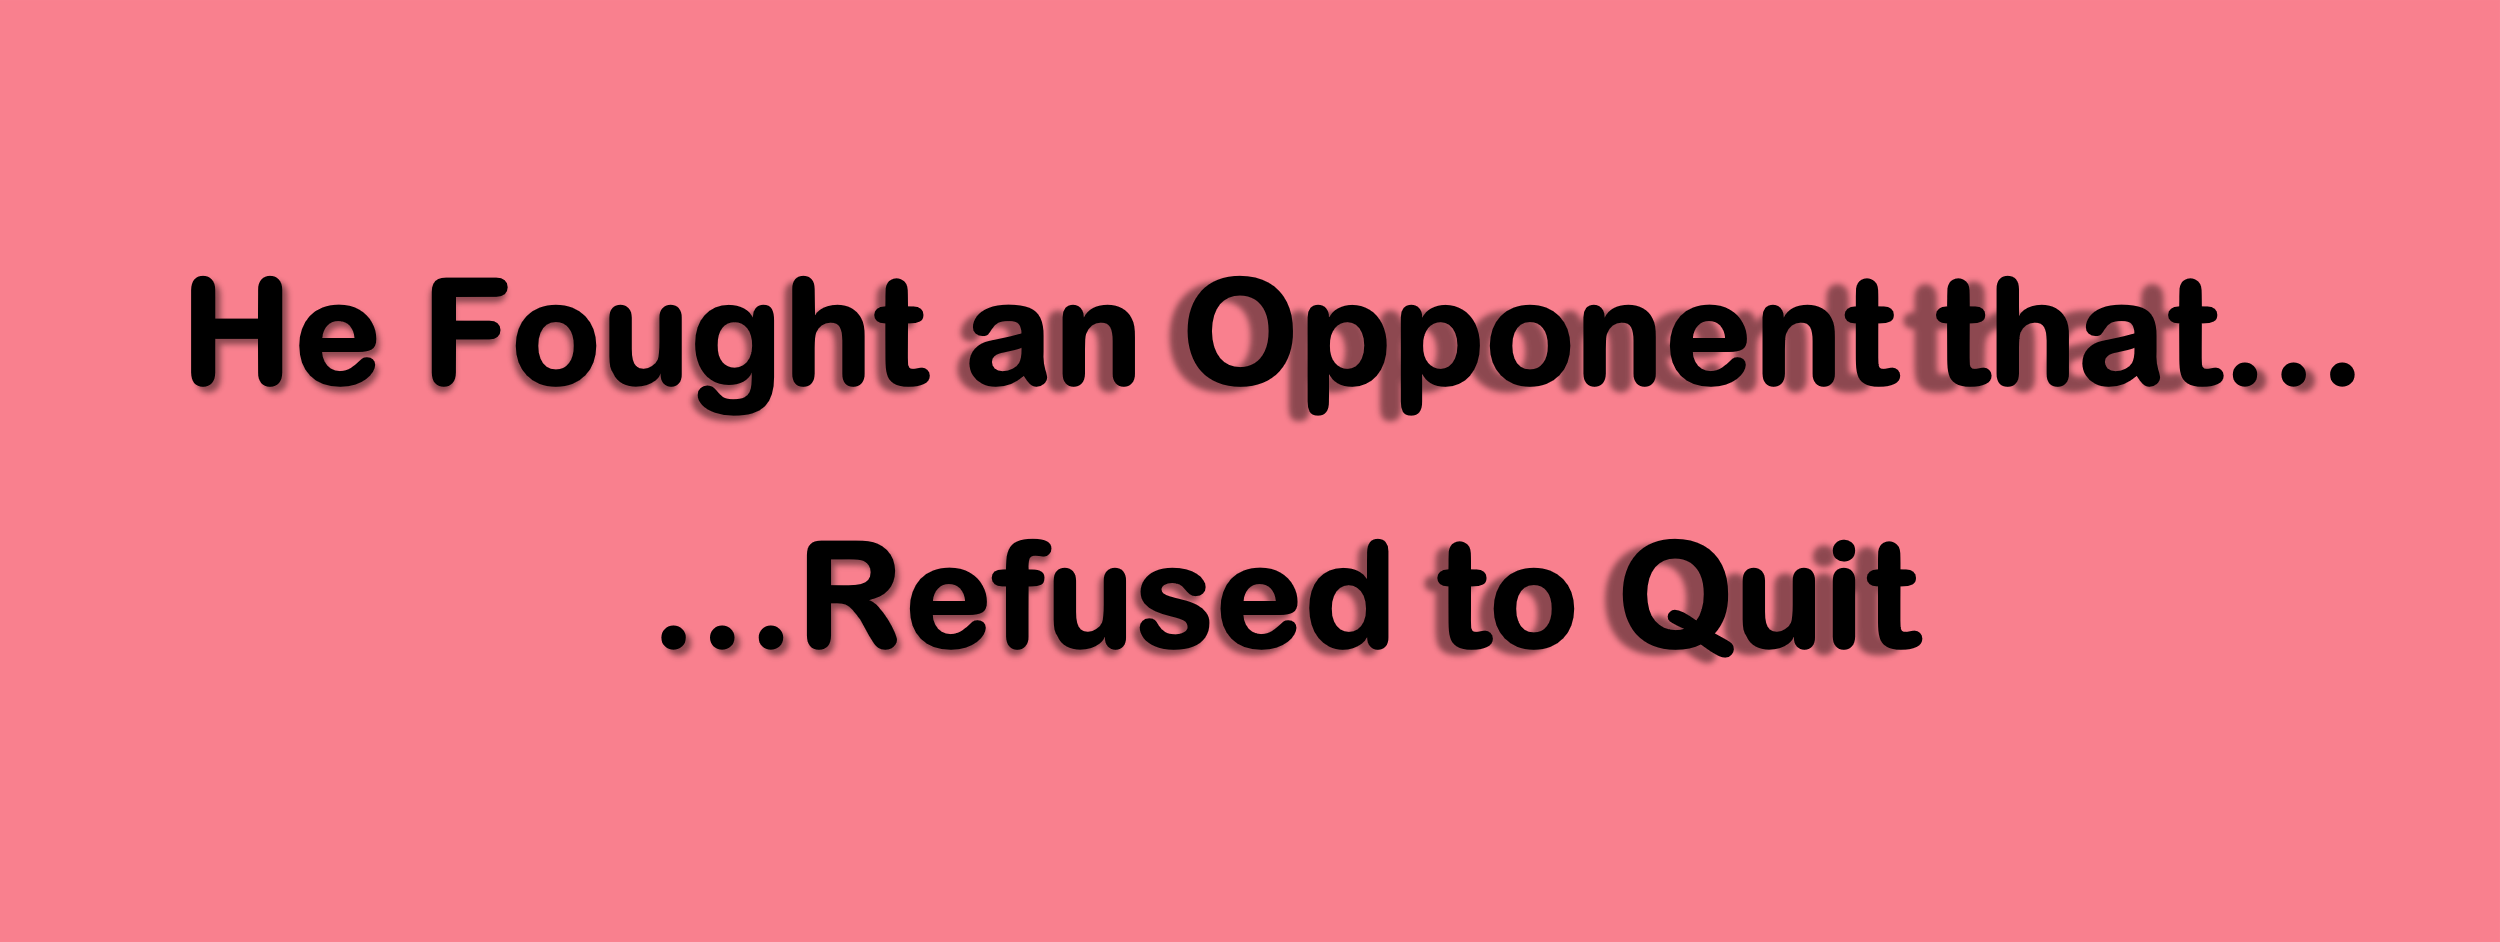 He Fought an Opponent that...
...Refused to Quit